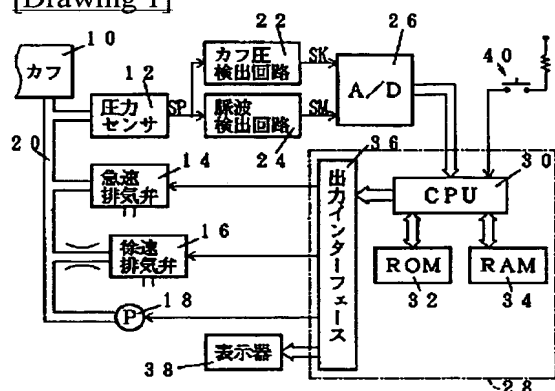 [Drawing 1]
10
カフ
12
圧力
センサ
SP
22
カフ圧
検出回路
SK
脈波
検出回路
SM
24
26
A/D
40
20
14
急速
排気弁
16
徐速
排気弁
18
P
36
出力インターフェース
30
CPU
ROM
32
RAM
34
38
表示器
28